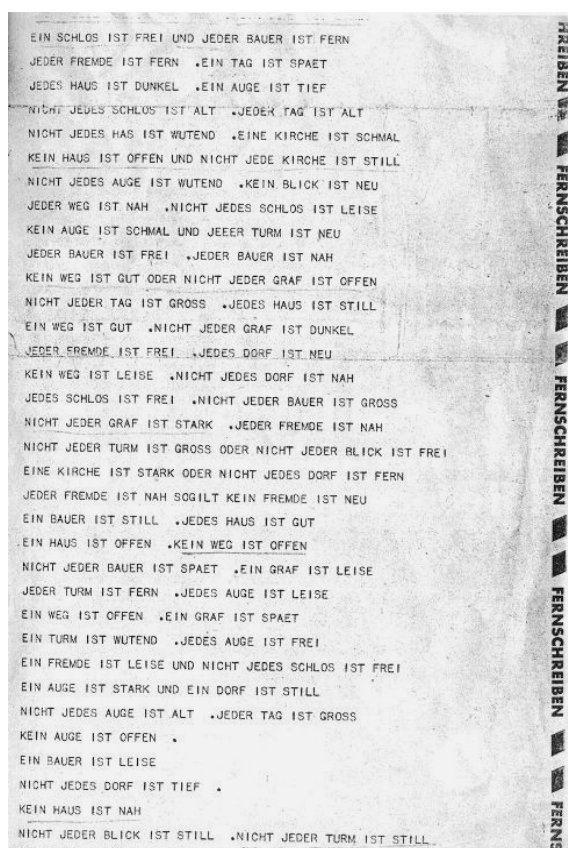 EIN SCHLOS IST FREI UND JEDER BAUER IST FERN
JEDER FREMDE IST FERN .EIN TAG IST SPAET
JEDES HAUS IST DUNKEL .EIN AUGE IST TIEF
NICHT JEDES SCHLOS IST ALT .JEDER TAG IST ALT
NICHT JEDES HAS IST WUTEND .EINE KIRCHE IST SCHMAL
KEIN HAUS IST OFFEN UND NICHT JEDE KIRCHE IST STILL
NICHT JEDES AUGE IST WUTEND .KEIN BLICK IST NEU
JEDER WEG IST NAH .NICHT JEDES SCHLOS IST LEISE
KEIN AUGE IST SCHMAL UND JEEER TURM IST NEU
JEDER BAUER IST FREI .JEDER BAUER IST NAH
KEIN WEG IST GUT ODER NICHT JEDER GRAF IST OFFEN
NICHT JEDER TAG IST GROSS .JEDES HAUS IST STILL
EIN WEG IST GUT .NICHT JEDER GRAF IST DUNKEL
JEDER FREMDE IST FREI .JEDES DORF IST NEU
KEIN WEG IST LEISE .NICHT JEDES DORF IST NAH
JEDES SCHLOS IST FREI .NICHT JEDER BAUER IST GROSS
NICHT JEDER GRAF IST STARK .JEDER FREMDE IST NAH
NICHT JEDER TURM IST GROSS ODER NICHT JEDER BLICK IST FREI
EINE KIRCHE IST STARK ODER NICHT JEDES DORF IST FERN
JEDER FREMDE IST NAH SOGILT KEIN FREMDE IST NEU
EIN BAUER IST STILL .JEDES HAUS IST GUT
EIN HAUS IST OFFEN .KEIN WEG IST OFFEN
NICHT JEDER BAUER IST SPAET .EIN GRAF IST LEISE
JEDER TURM IST FERN .JEDES AUGE IST LEISE
EIN WEG IST OFFEN .EIN GRAF IST SPAET
EIN TURM IST WUTEND .JEDES AUGE IST FREI
EIN FREMDE IST LEISE UND NICHT JEDES SCHLOS IST FREI
EIN AUGE IST STARK UND EIN DORF IST STILL
NICHT JEDES AUGE IST ALT .JEDER TAG IST GROSS
KEIN AUGE IST OFFEN .
EIN BAUER IST LEISE
NICHT JEDES DORF IST TIEF .
KEIN HAUS IST NAH
NICHT JEDER BLICK IST STILL .NICHT JEDER TURM IST STILL
HREIBEN
FERNSCHREIBEN
FERNSCHREIBEN
FERNSCHREIBEN
FERNS